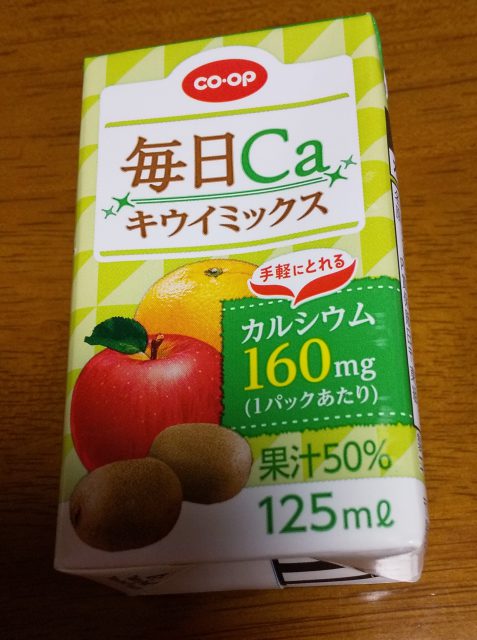 CO·OP
毎日Ca
キウイミックス
手軽にとれる
カルシウム
160mg
(1パックあたり)
果汁50%
125mℓ